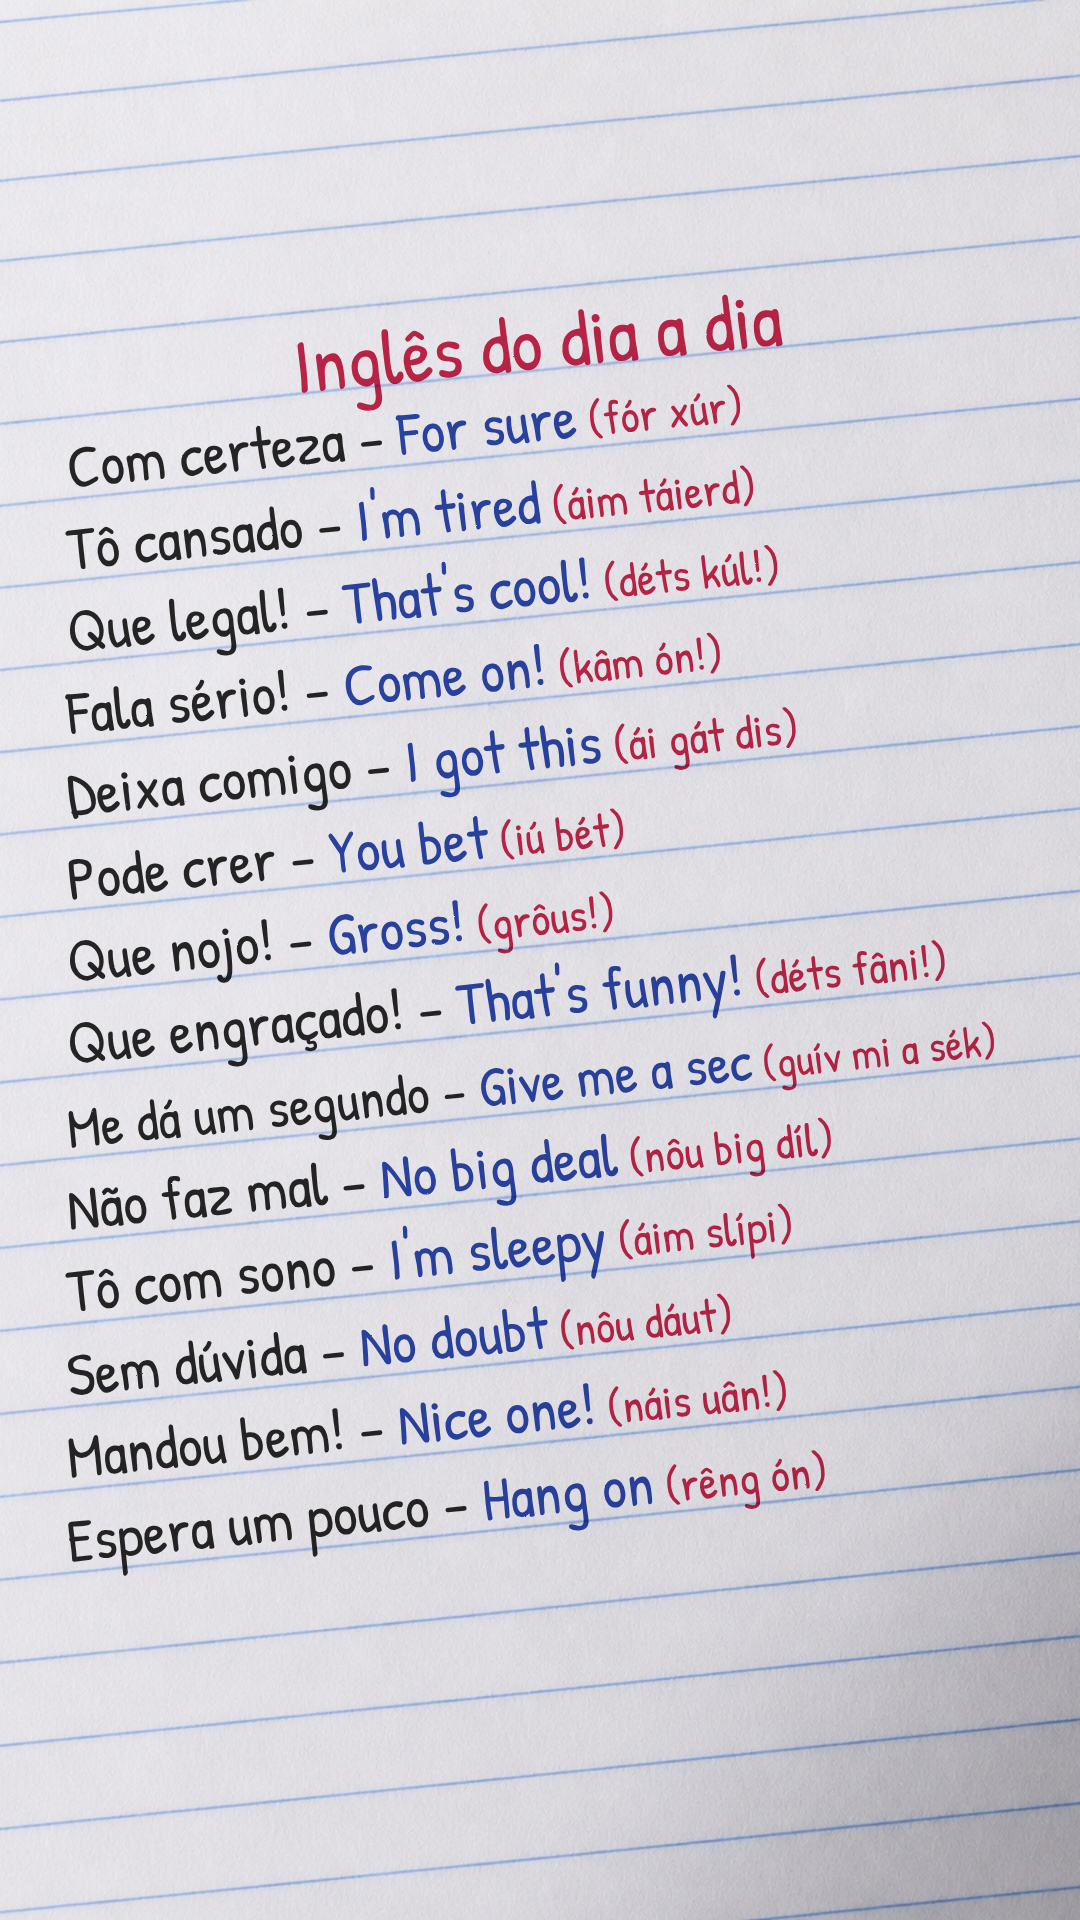 Inglês do dia a dia
Com certeza – For sure (fór xúr)
Tô cansado – I'm tired (áim táierd)
Que legal! – That's cool! (déts kúl!)
Fala sério! – Come on! (kâm ón!)
Deixa comigo – I got this (ái gát dis)
Pode crer – You bet (iú bét)
Que nojo! – Gross! (grôus!)
Que engraçado! – That's funny! (déts fâni!)
Me dá um segundo – Give me a sec (guív mi a sék)
Não faz mal – No big deal (nôu big díl)
Tô com sono – I'm sleepy (áim slípi)
Sem dúvida – No doubt (nôu dáut)
Mandou bem! – Nice one! (náis uân!)
Espera um pouco – Hang on (rêng ón)